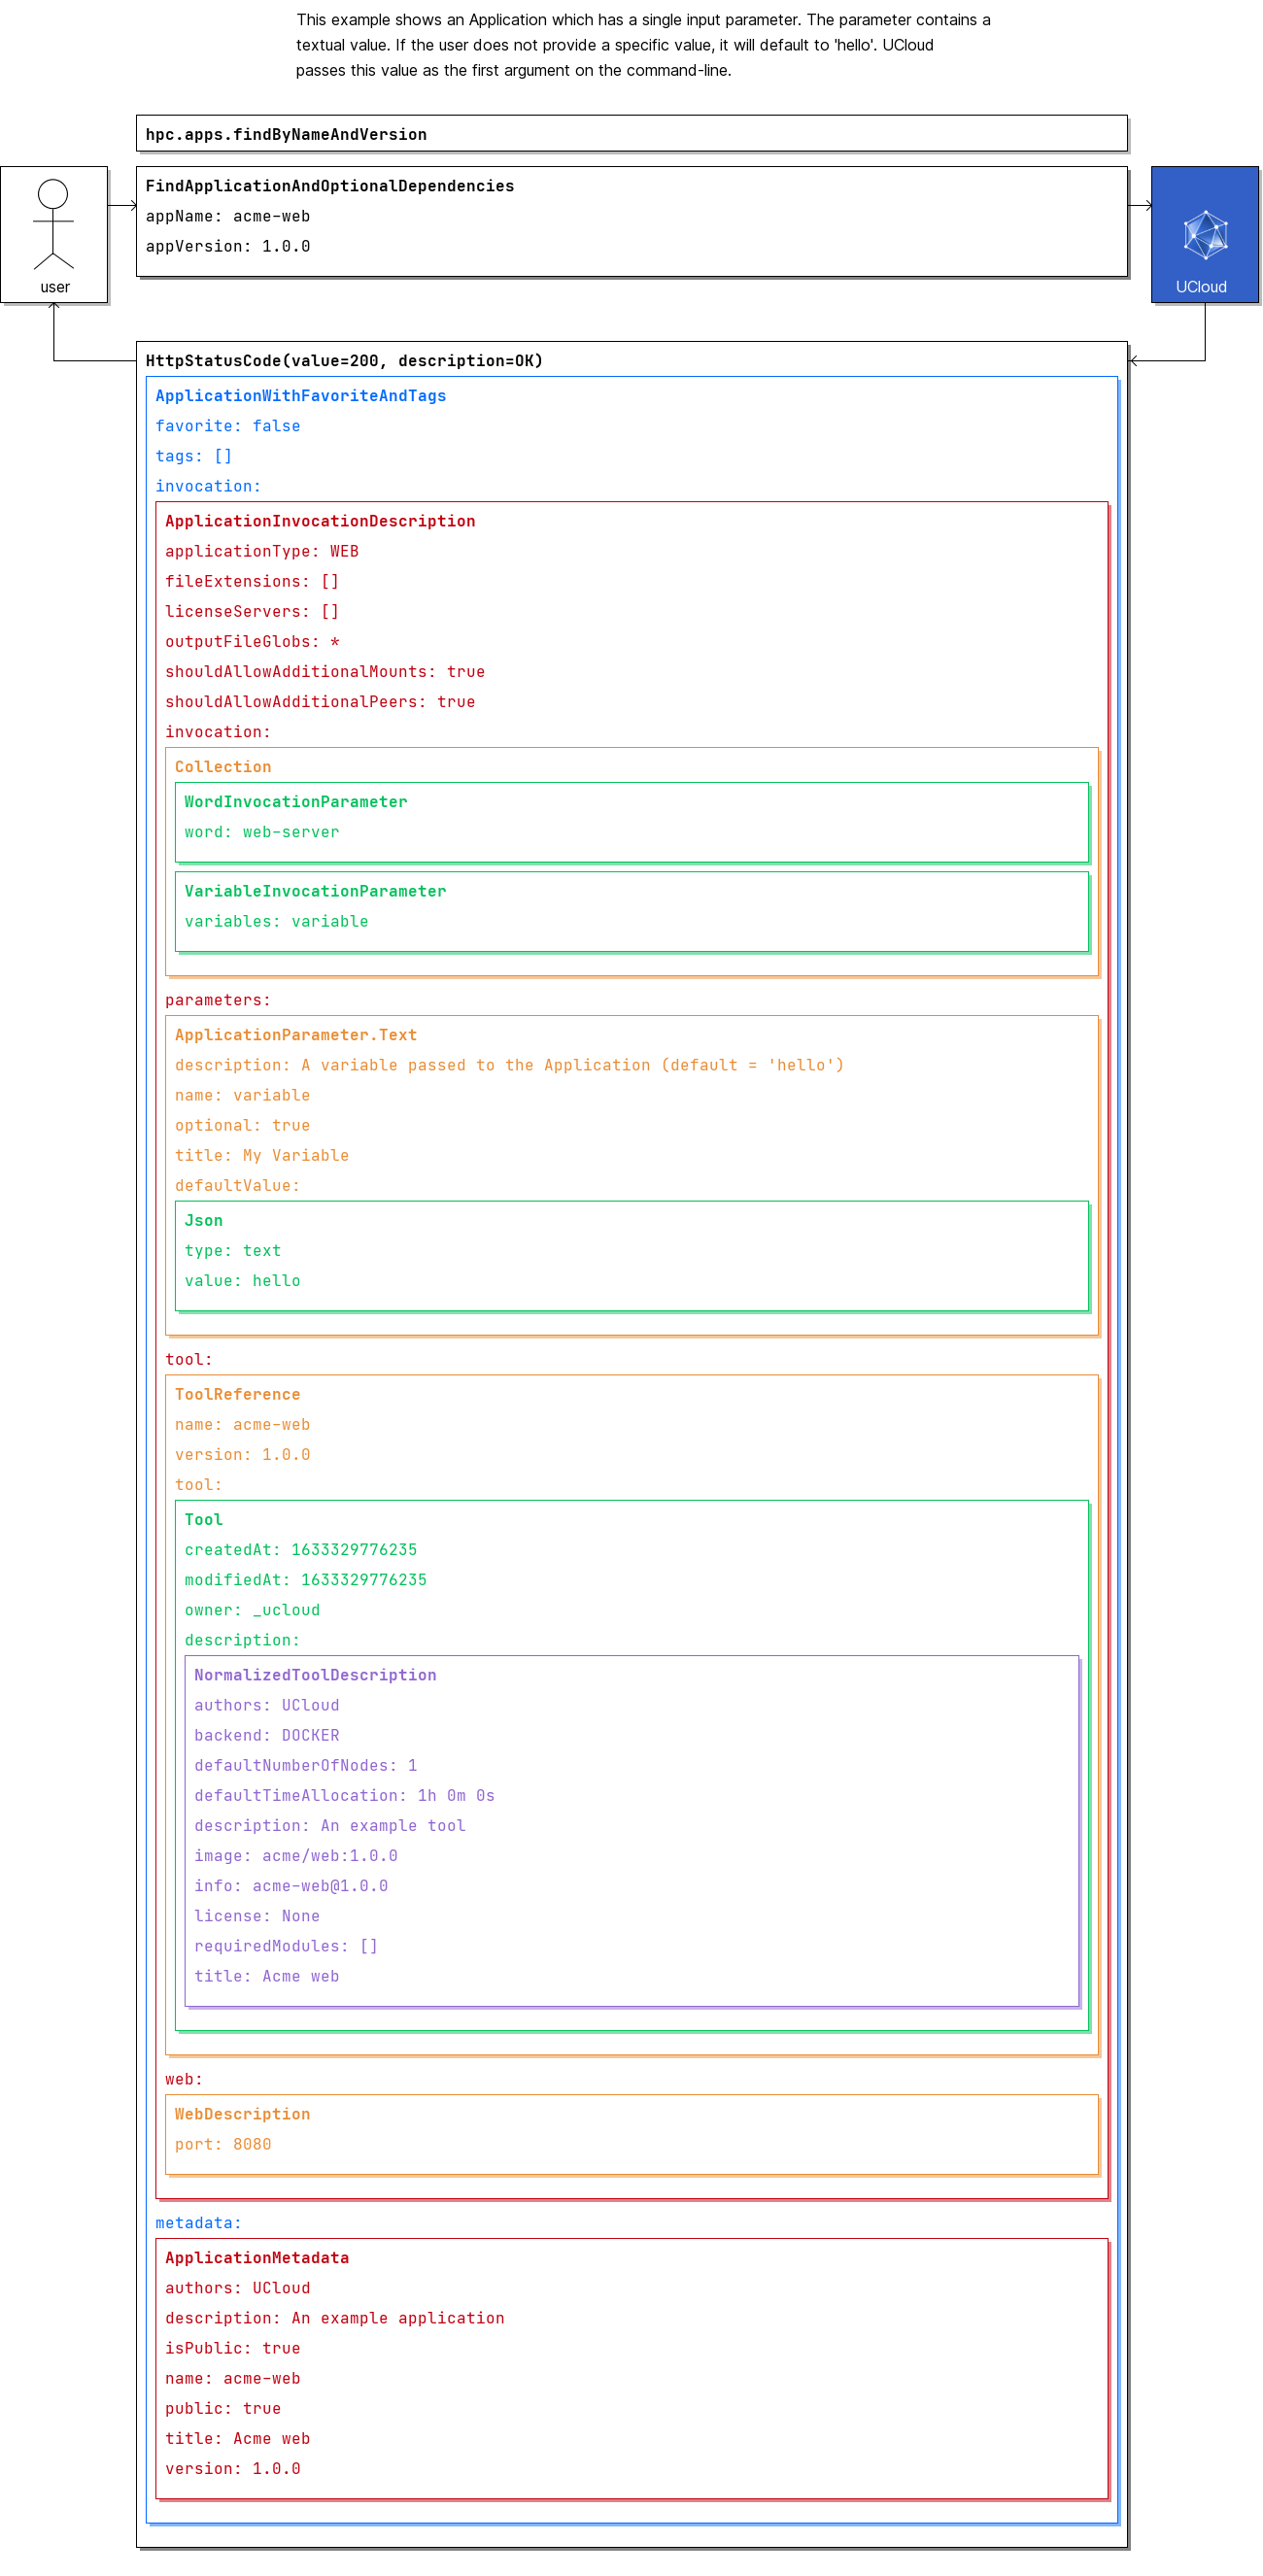 This example shows an Application which has a single input parameter. The parameter contains a
textual value. If the user does not provide a specific value, it will default to 'hello'. UCloud
passes this value as the first argument on the command-line.
hpc.apps.findByNameAndVersion
FindApplicationAndOptionalDependencies
appName: acme-web
appVersion: 1.0.0
user
UCloud
HttpStatusCode(value=200, description=OK)
ApplicationWithFavoriteAndTags
favorite: false
tags: []
invocation:
ApplicationInvocationDescription
applicationType: WEB
fileExtensions: []
licenseServers: []
outputFileGlobs: *
shouldAllowAdditionalMounts: true
shouldAllowAdditionalPeers: true
invocation:
Collection
WordInvocationParameter
word: web-server
VariableInvocationParameter
variables: variable
parameters:
ApplicationParameter.Text
description: A variable passed to the Application (default = 'hello')
name: variable
optional: true
title: My Variable
defaultValue:
Json
type: text
value: hello
tool:
ToolReference
name: acme-web
version: 1.0.0
tool:
Tool
createdAt: 1633329776235
modifiedAt: 1633329776235
owner: _ucloud
description:
NormalizedToolDescription
authors: UCloud
backend: DOCKER
defaultNumberOfNodes: 1
defaultTimeAllocation: 1h 0m 0s
description: An example tool
image: acme/web:1.0.0
info: acme-web@1.0.0
license: None
requiredModules: []
title: Acme web
web:
WebDescription
port: 8080
metadata:
ApplicationMetadata
authors: UCloud
description: An example application
isPublic: true
name: acme-web
public: true
title: Acme web
version: 1.0.0